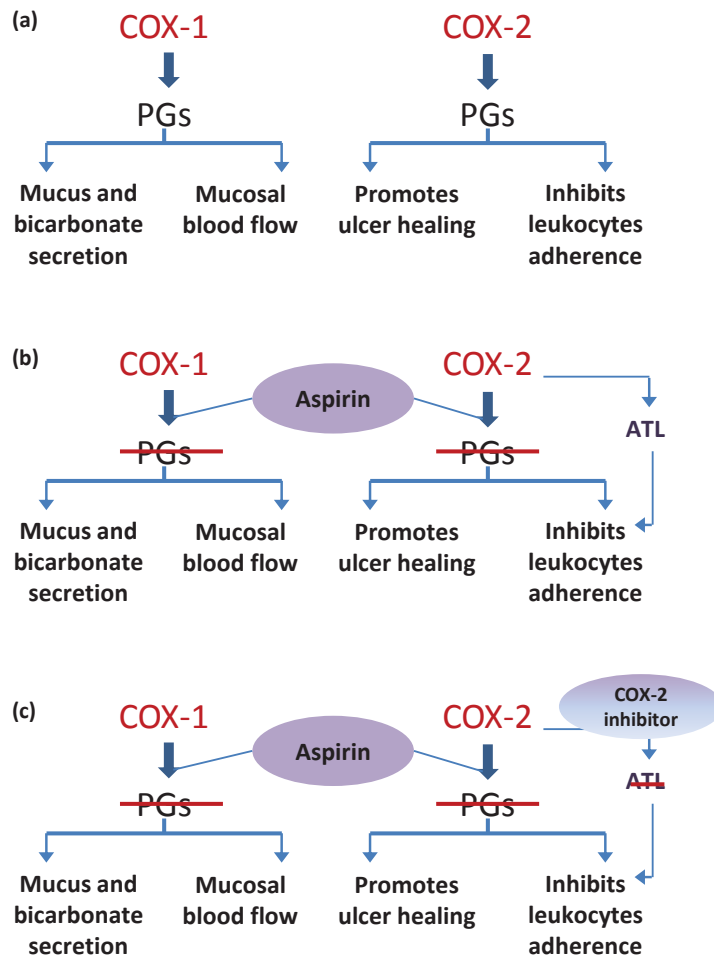 (a)
COX-1
COX-2
PGs
PGs
Mucus and
bicarbonate
secretion
Mucosal
blood flow
Promotes
ulcer healing
Inhibits
leukocytes
adherence
(b)
COX-1
COX-2
Aspirin
ATL
PGs
PGs
Mucus and
bicarbonate
secretion
Mucosal
blood flow
Promotes
ulcer healing
Inhibits
leukocytes
adherence
(c)
COX-1
COX-2
COX-2
inhibitor
Aspirin
ATL
PGs
PGs
Mucus and
bicarbonate
secretion
Mucosal
blood flow
Promotes
ulcer healing
Inhibits
leukocytes
adherence